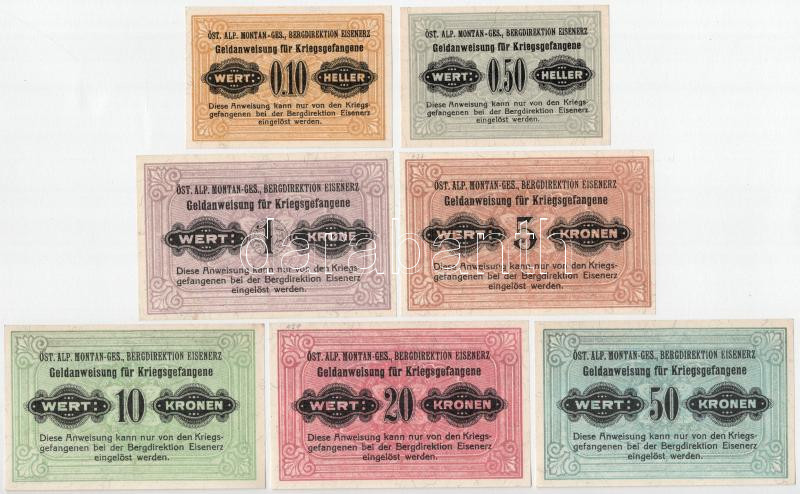 ÖST. ALP. MONTAN-GES., BERGDIREKTION EISENERZ
Geldanweisung für Kriegsgefangene
WERT: 0.10 HELLER
Diese Anweisung kann nur von den Kriegs-
gefangenen bei der Bergdirektion Eisenerz
eingelöst werden.
ÖST. ALP. MONTAN-GES., BERGDIREKTION EISENERZ
Geldanweisung für Kriegsgefangene
WERT: 0.50 HELLER
Diese Anweisung kann nur von den Kriegs-
gefangenen bei der Bergdirektion Eisenerz
eingelöst werden.
ÖST. ALP. MONTAN-GES., BERGDIREKTION EISENERZ
Geldanweisung für Kriegsgefangene
WERT: 1 KRONE
Diese Anweisung kann nur von den Kriegs-
gefangenen bei der Bergdirektion Eisenerz
eingelöst werden.
ÖST. ALP. MONTAN-GES., BERGDIREKTION EISENERZ
Geldanweisung für Kriegsgefangene
WERT: 5 KRONEN
Diese Anweisung kann nur von den Kriegs-
gefangenen bei der Bergdirektion Eisenerz
eingelöst werden.
darabanth
ÖST. ALP. MONTAN-GES., BERGDIREKTION EISENERZ
Geldanweisung für Kriegsgefangene
WERT: 10 KRONEN
Diese Anweisung kann nur von den Kriegs-
gefangenen bei der Bergdirektion Eisenerz
eingelöst werden.
ÖST. ALP. MONTAN-GES., BERGDIREKTION EISENERZ
Geldanweisung für Kriegsgefangene
WERT: 20 KRONEN
Diese Anweisung kann nur von den Kriegs-
gefangenen bei der Bergdirektion Eisenerz
eingelöst werden.
ÖST. ALP. MONTAN-GES., BERGDIREKTION EISENERZ
Geldanweisung für Kriegsgefangene
WERT: 50 KRONEN
Diese Anweisung kann nur von den Kriegs-
gefangenen bei der Bergdirektion Eisenerz
eingelöst werden.